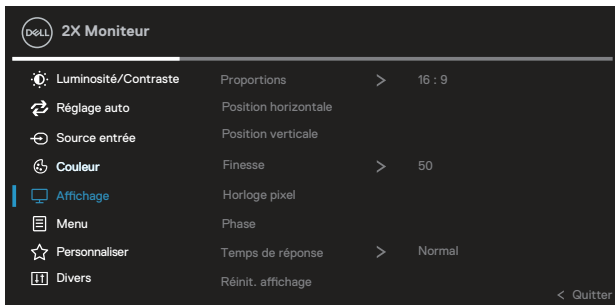 DELL 2X Moniteur
Luminosité/Contraste Proportions > 16 : 9
Réglage auto Position horizontale
Source entrée Position verticale
Couleur Finesse > 50
Affichage Horloge pixel
Menu Phase
Personnaliser Temps de réponse > Normal
Divers Réinit. affichage
< Quitter